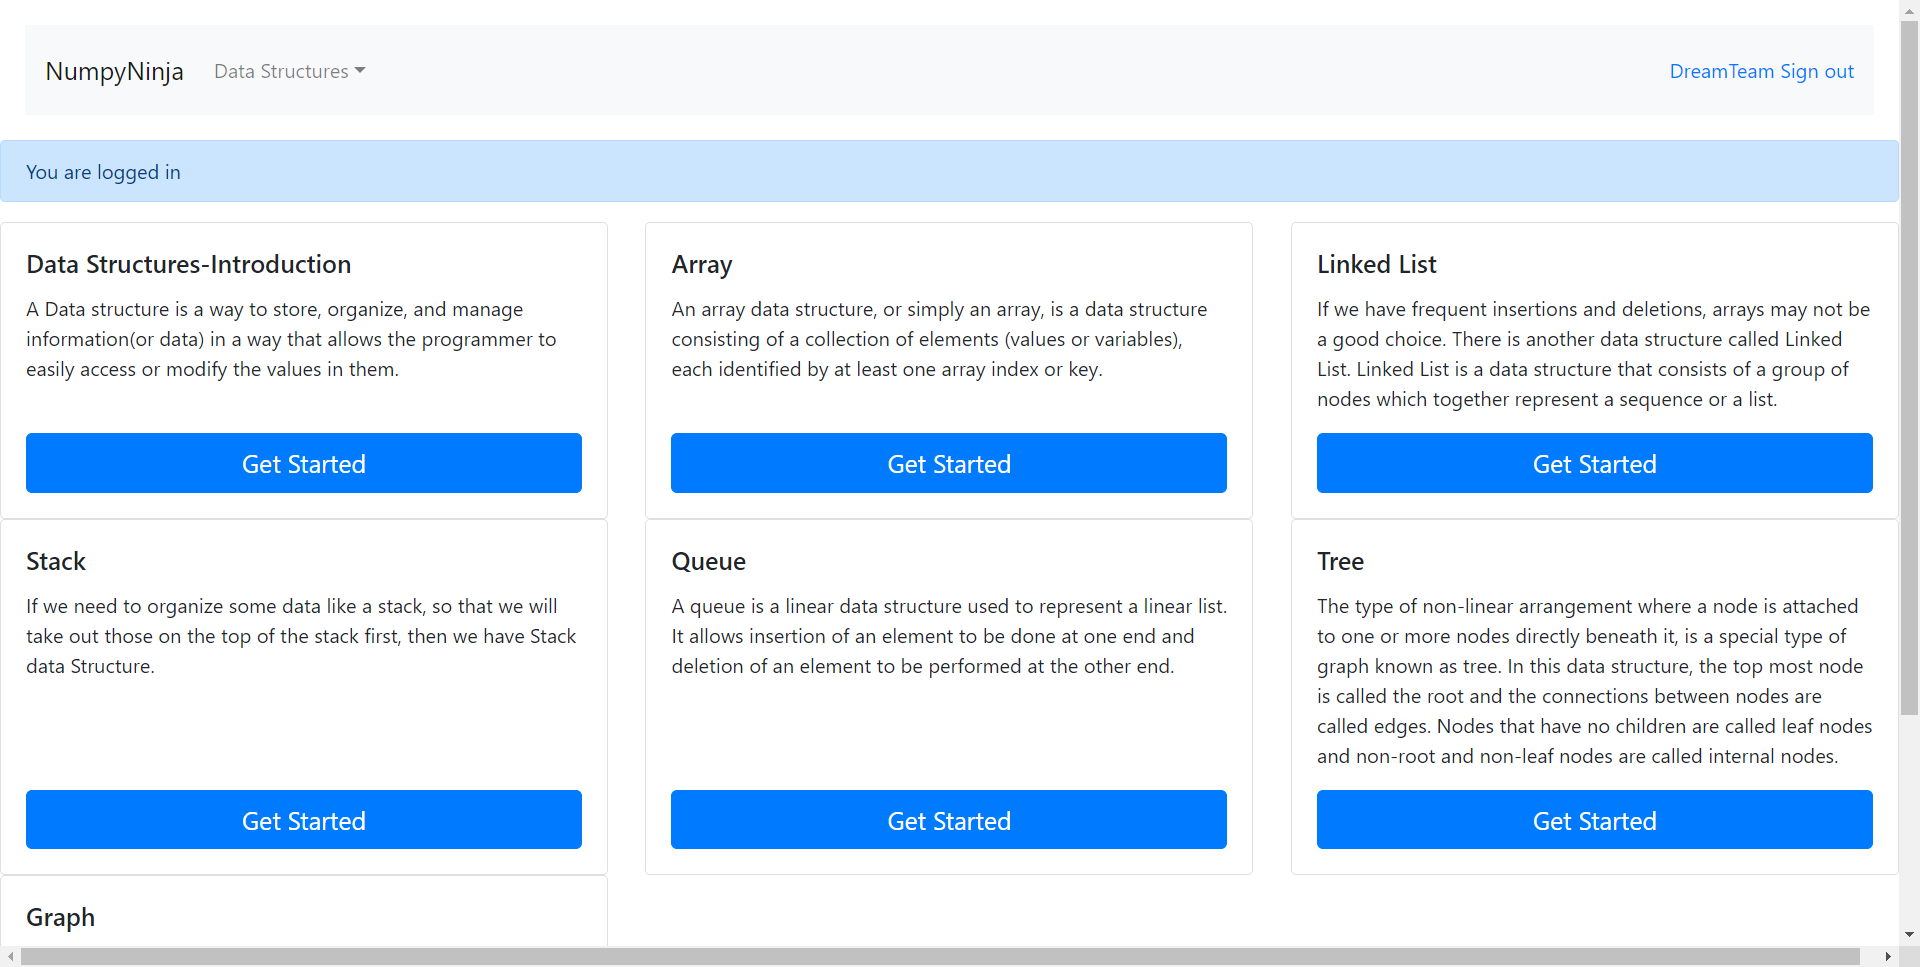 NumpyNinja
Data Structures
DreamTeam Sign out
You are logged in
Data Structures-Introduction
A Data structure is a way to store, organize, and manage
information(or data) in a way that allows the programmer to
easily access or modify the values in them.
Get Started
Array
An array data structure, or simply an array, is a data structure
consisting of a collection of elements (values or variables),
each identified by at least one array index or key.
Get Started
Linked List
If we have frequent insertions and deletions, arrays may not be
a good choice. There is another data structure called Linked
List. Linked List is a data structure that consists of a group of
nodes which together represent a sequence or a list.
Get Started
Stack
If we need to organize some data like a stack, so that we will
take out those on the top of the stack first, then we have Stack
data Structure.
Get Started
Queue
A queue is a linear data structure used to represent a linear list.
It allows insertion of an element to be done at one end and
deletion of an element to be performed at the other end.
Get Started
Tree
The type of non-linear arrangement where a node is attached
to one or more nodes directly beneath it, is a special type of
graph known as tree. In this data structure, the top most node
is called the root and the connections between nodes are
called edges. Nodes that have no children are called leaf nodes
and non-root and non-leaf nodes are called internal nodes.
Get Started
Graph